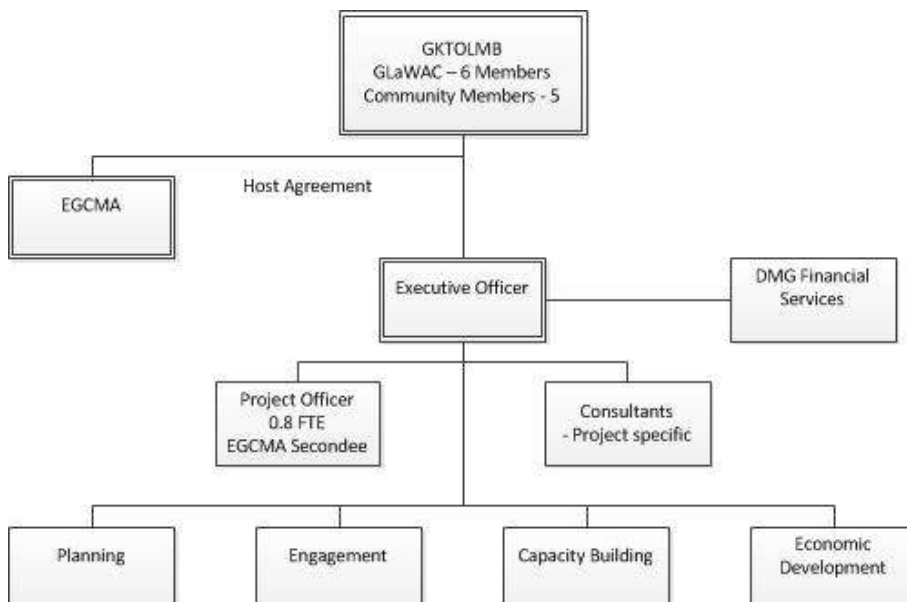 GKTOLMB
GLaWAC – 6 Members
Community Members - 5
Host Agreement
EGCMA
Executive Officer
DMG Financial
Services
Project Officer
0.8 FTE
EGCMA Secondee
Consultants
- Project specific
Planning
Engagement
Capacity Building
Economic
Development